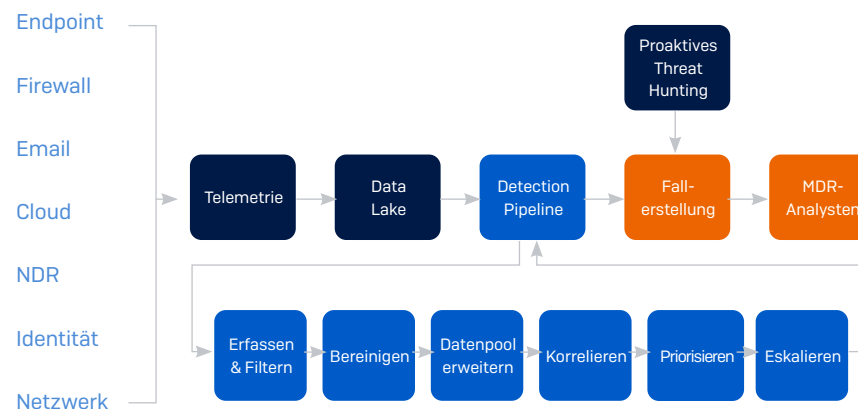 Endpoint
Firewall
Email
Cloud
NDR
Identität
Netzwerk
Proaktives
Threat
Hunting
Telemetrie
Data
Lake
Detection
Pipeline
Fall-
erstellung
MDR-
Analysten
Erfassen
& Filtern
Bereinigen
Datenpool
erweitern
Korrelieren
Priorisieren
Eskalieren